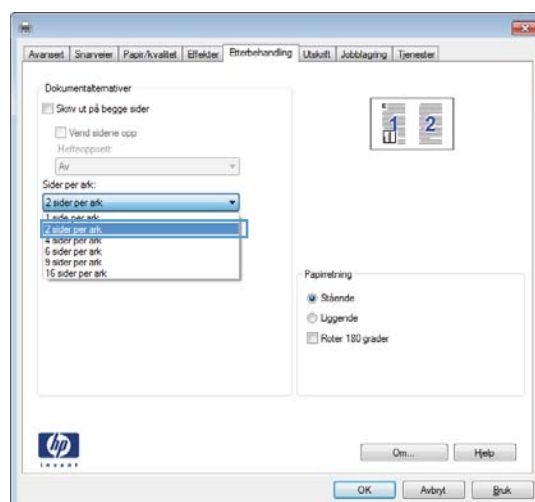 Avansert Snarveier Papir/kvalitet Effekter Etterbehandling Utskrift Jobblagring Tjenester
Dokumentalternativer
Skriv ut på begge sider
Vend sidene opp
Hefteoppsett:
Av
Sider per ark:
2 sider per ark
1 side per ark
2 sider per ark
4 sider per ark
6 sider per ark
9 sider per ark
16 sider per ark
1 2
Papirretning
Stående
Liggende
Roter 180 grader
hp
invent
Om... Hjelp
OK Avbryt Bruk